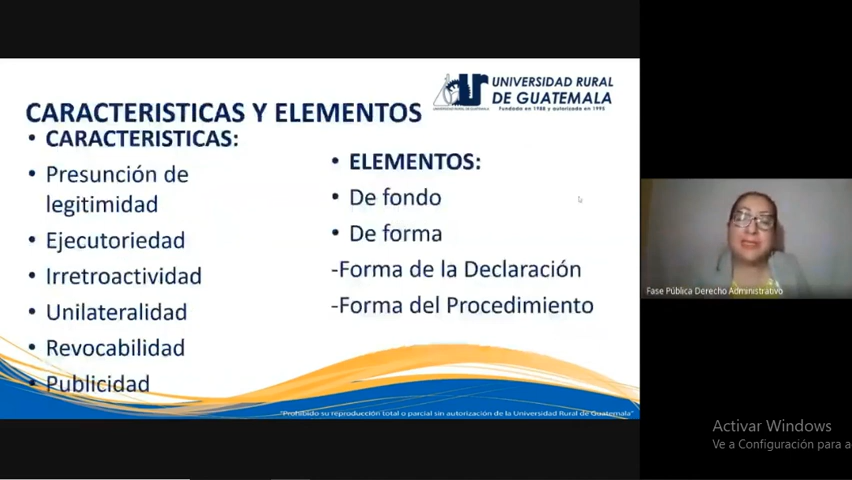 UNIVERSIDAD RURAL
DE GUATEMALA
Fundada en 1988 y autorizada en 1995
CARACTERISTICAS Y ELEMENTOS
• CARACTERISTICAS:
• Presunción de
legitimidad
• Ejecutoriedad
• Irretroactividad
• Unilateralidad
• Revocabilidad
• Publicidad
• ELEMENTOS:
• De fondo
• De forma
-Forma de la Declaración
-Forma del Procedimiento
"Prohibido su reproducción total o parcial sin autorización de la Universidad Rural de Guatemala"
Fase Pública Derecho Administrativo
Activar Windows
Ve a Configuración para a